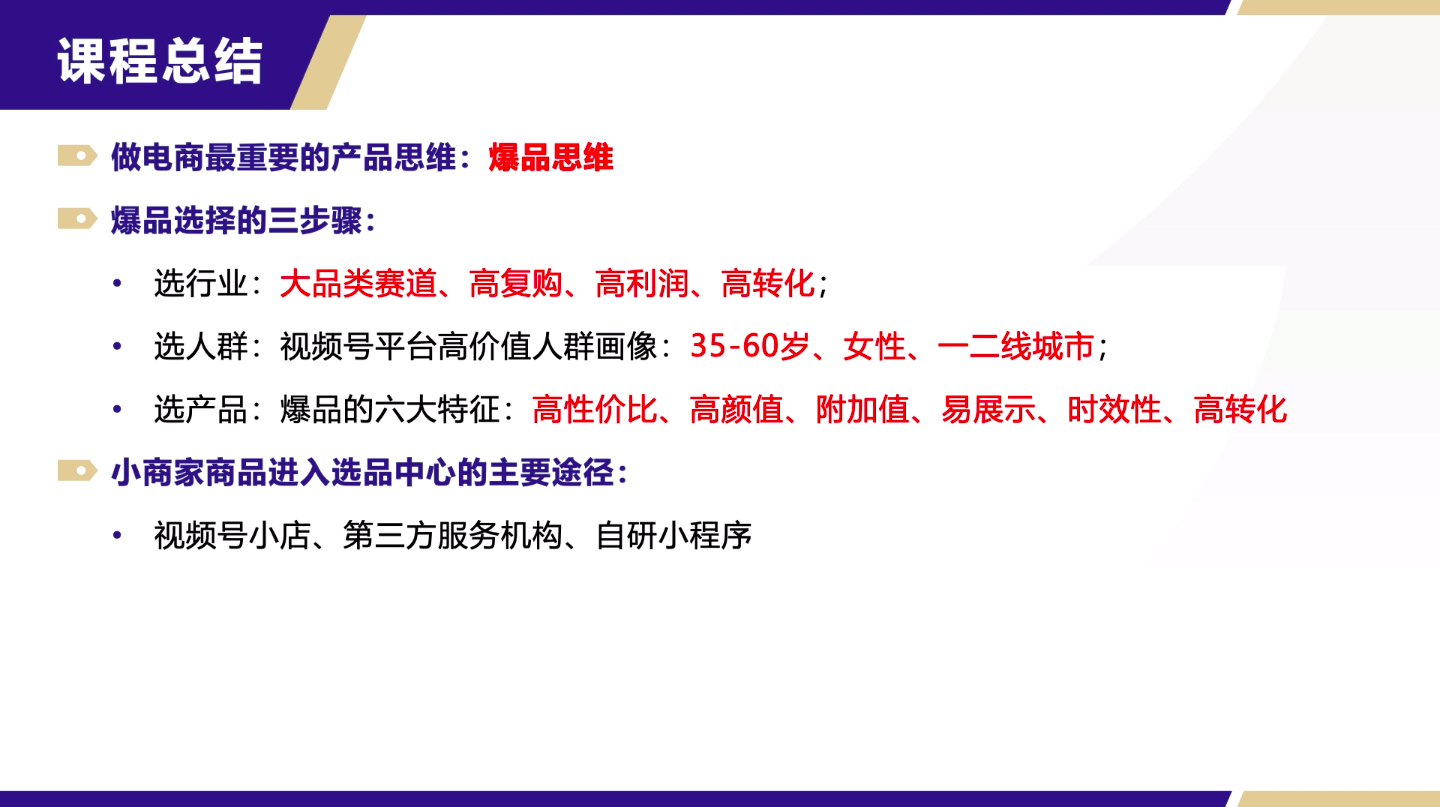 课程总结
做电商最重要的产品思维：爆品思维
爆品选择的三步骤：
• 选行业：大品类赛道、高复购、高利润、高转化；
• 选人群：视频号平台高价值人群画像：35-60岁、女性、一二线城市；
• 选产品：爆品的六大特征：高性价比、高颜值、附加值、易展示、时效性、高转化
小商家商品进入选品中心的主要途径：
• 视频号小店、第三方服务机构、自研小程序